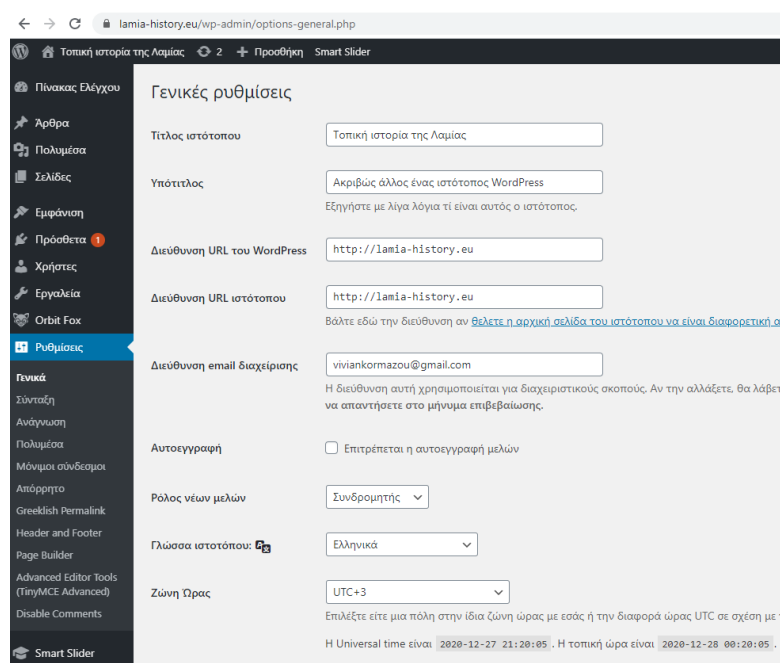 lamia-history.eu/wp-admin/options-general.php
Τοπική ιστορία της Λαμίας 2 + Προσθήκη Smart Slider
Πίνακας Ελέγχου
Άρθρα
Πολυμέσα
Σελίδες
Εμφάνιση
Πρόσθετα 1
Χρήστες
Εργαλεία
Orbit Fox
Ρυθμίσεις
Γενικά
Σύνταξη
Ανάγνωση
Πολυμέσα
Μόνιμοι σύνδεσμοι
Απόρρητο
Greeklish Permalink
Header and Footer
Page Builder
Advanced Editor Tools
(TinyMCE Advanced)
Disable Comments
Smart Slider
Γενικές ρυθμίσεις
Τίτλος ιστότοπου Τοπική ιστορία της Λαμίας
Υπότιτλος Ακριβώς άλλος ένας ιστότοπος WordPress
Εξηγήστε με λίγα λόγια τί είναι αυτός ο ιστότοπος.
Διεύθυνση URL του WordPress http://lamia-history.eu
Διεύθυνση URL ιστότοπου http://lamia-history.eu
Βάλτε εδώ την διεύθυνση αν θελετε η αρχική σελίδα του ιστότοπου να είναι διαφορετική α
Διεύθυνση email διαχείρισης viviankormazou@gmail.com
Η διεύθυνση αυτή χρησιμοποιείται για διαχειριστικούς σκοπούς. Αν την αλλάξετε, θα λάβετ
να απαντήσετε στο μήνυμα επιβεβαίωσης.
Αυτοεγγραφή Επιτρέπεται η αυτοεγγραφή μελών
Ρόλος νέων μελών Συνδρομητής
Γλώσσα ιστοτόπου: Ελληνικά
Ζώνη Ώρας UTC+3
Επιλέξτε είτε μια πόλη στην ίδια ζώνη ώρας με εσάς ή την διαφορά ώρας UTC σε σχέση με
Η Universal time είναι 2020-12-27 21:20:05 . Η τοπική ώρα είναι 2020-12-28 00:20:05 .